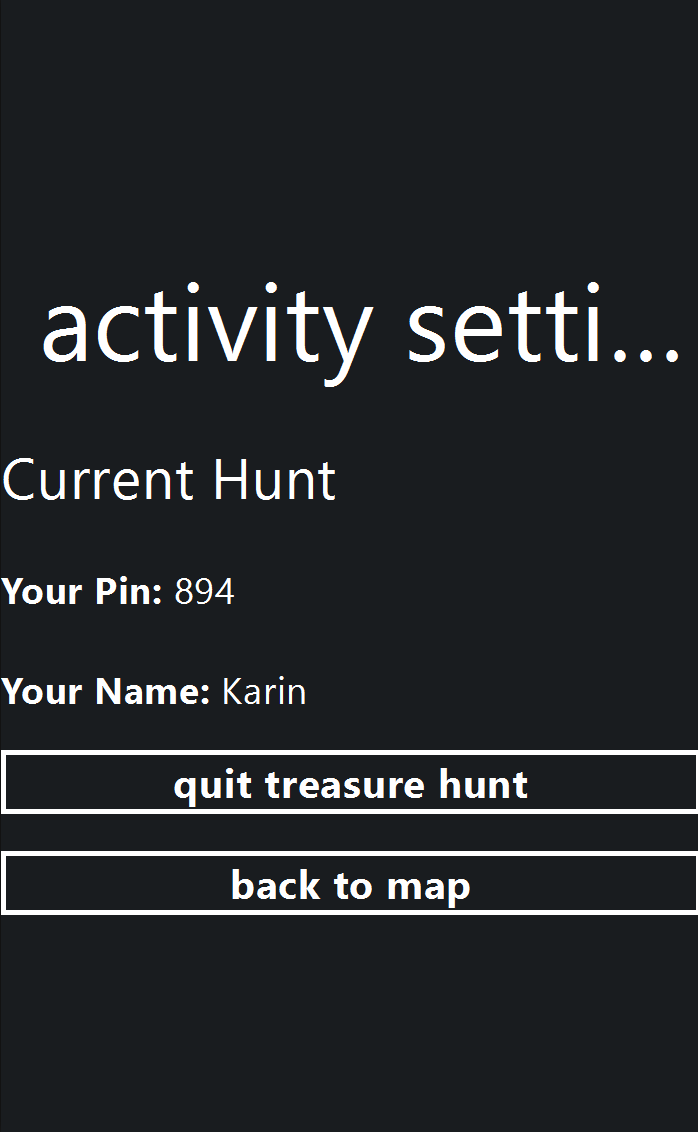 activity setti...
Current Hunt
Your Pin: 894
Your Name: Karin
quit treasure hunt
back to map